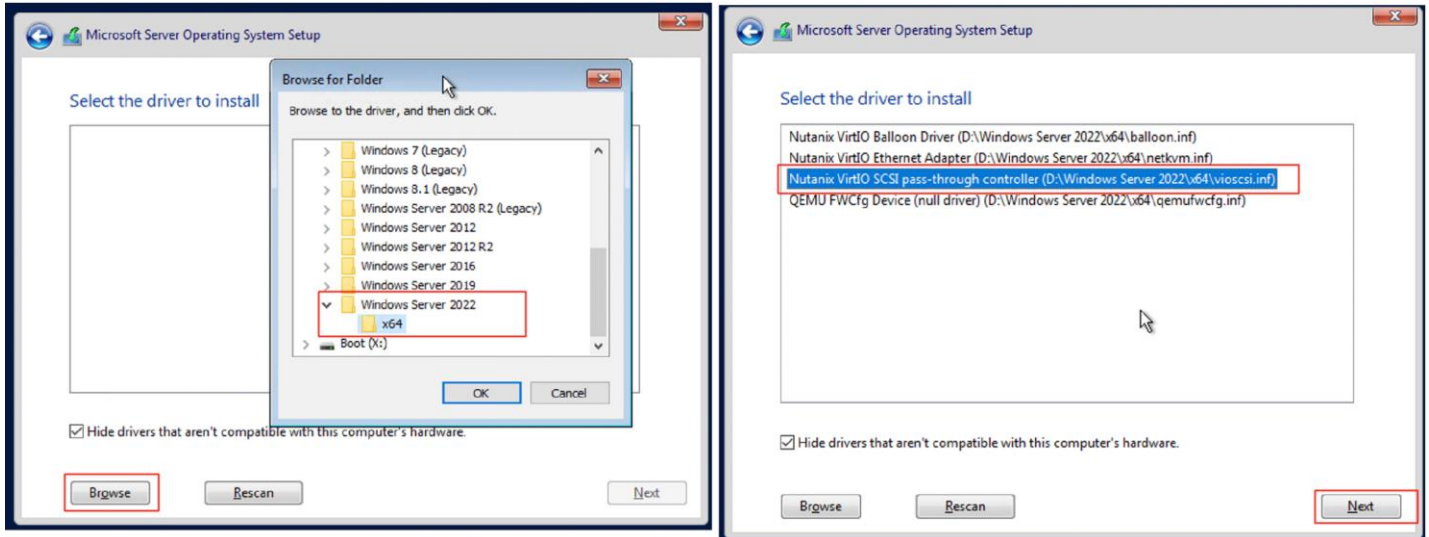 Microsoft Server Operating System Setup
Select the driver to install
Browse for Folder
Browse to the driver, and then click OK.
Windows 7 (Legacy)
Windows 8 (Legacy)
Windows 8.1 (Legacy)
Windows Server 2008 R2 (Legacy)
Windows Server 2012
Windows Server 2012 R2
Windows Server 2016
Windows Server 2019
Windows Server 2022
x64
Boot (X:)
OK Cancel
Hide drivers that aren't compatible with this computer's hardware.
Browse Rescan Next
Microsoft Server Operating System Setup
Select the driver to install
Nutanix VirtIO Balloon Driver (D:\Windows Server 2022\x64\balloon.inf)
Nutanix VirtIO Ethernet Adapter (D:\Windows Server 2022\x64\netkvm.inf)
Nutanix VirtIO SCSI pass-through controller (D:\Windows Server 2022\x64\vioscsi.inf)
QEMU FWCfg Device (null driver) (D:\Windows Server 2022\x64\qemufwcfg.inf)
Hide drivers that aren't compatible with this computer's hardware.
Browse Rescan Next